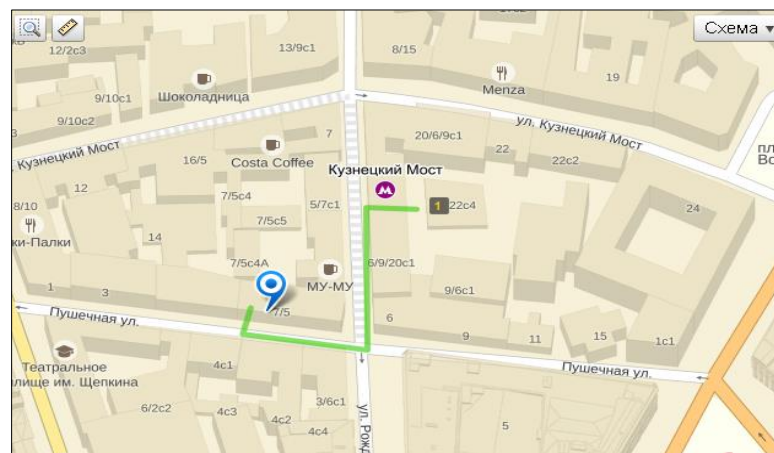 Схема
12/2с3
13/9с1
8/15
19
Menza
Шоколадница
9/10с1
9/10с2
ул. Кузнецкий Мост
7
20/6/9с1
22
22с2
Кузнецкий Мост
16/5
Costa Coffee
Кузнецкий Мост
12
7/5с4
5/7с1
1
22с4
24
8/10
7/5с5
ки-Палки
14
7/5с4А
6/9/20с1
МУ-МУ
9/6с1
1
3
7/5
6
9
11
15
1с1
Пушечная ул.
Пушечная ул.
Театральное
лище им. Щепкина
4с1
6/2с2
4с3
4с2
3/6с1
4с4
5
ул. Рожд